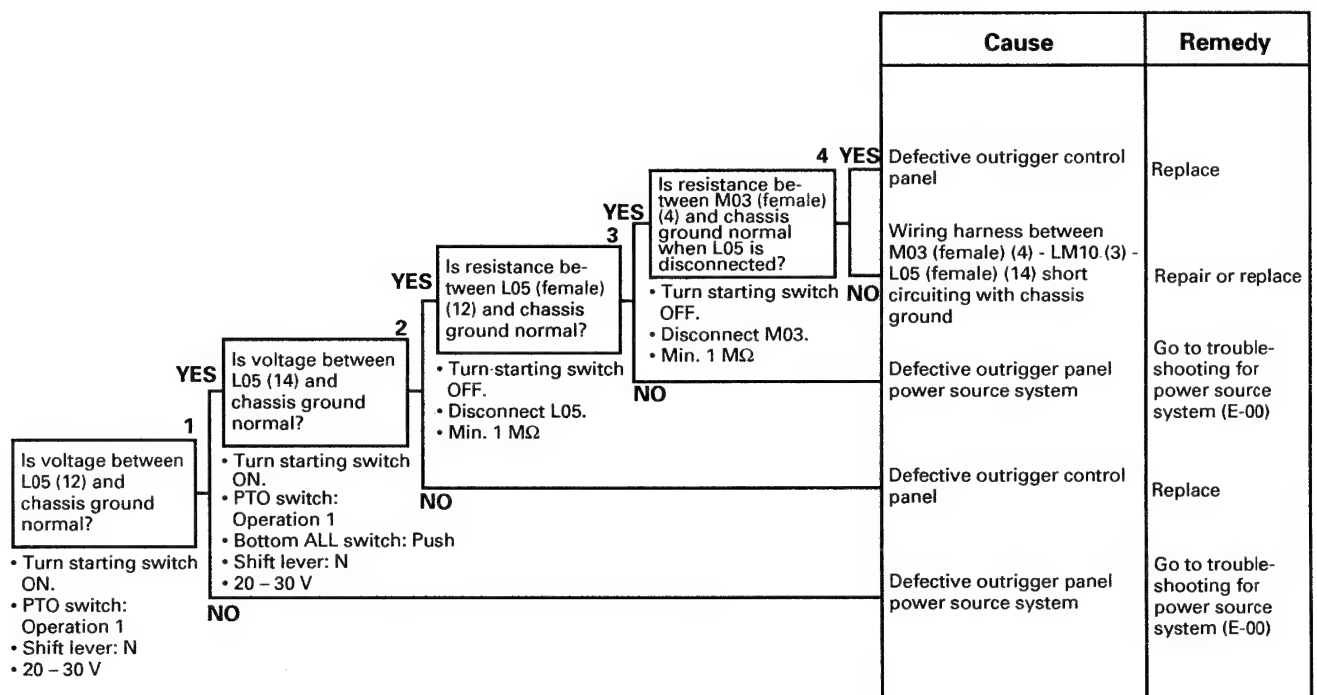 Cause
Remedy
1
Is voltage between
L05 (12) and
chassis ground
normal?
• Turn starting switch
ON.
• PTO switch:
Operation 1
• Shift lever: N
• 20 – 30 V
YES
NO
2
Is voltage between
L05 (14) and
chassis ground
normal?
• Turn starting switch
ON.
• PTO switch:
Operation 1
• Bottom ALL switch: Push
• Shift lever: N
• 20 – 30 V
YES
NO
3
Is resistance be-
tween L05 (female)
(12) and chassis
ground normal?
• Turn starting switch
OFF.
• Disconnect L05.
• Min. 1 MΩ
YES
NO
4
Is resistance be-
tween M03 (female)
(4) and chassis
ground normal
when L05 is
disconnected?
• Turn starting switch
OFF.
• Disconnect M03.
• Min. 1 MΩ
YES
NO
Defective outrigger control
panel
Replace
Wiring harness between
M03 (female) (4) - LM10 (3) -
L05 (female) (14) short
circuiting with chassis
ground
Repair or replace
Defective outrigger panel
power source system
Go to trouble-
shooting for
power source
system (E-00)
Defective outrigger control
panel
Replace
Defective outrigger panel
power source system
Go to trouble-
shooting for
power source
system (E-00)